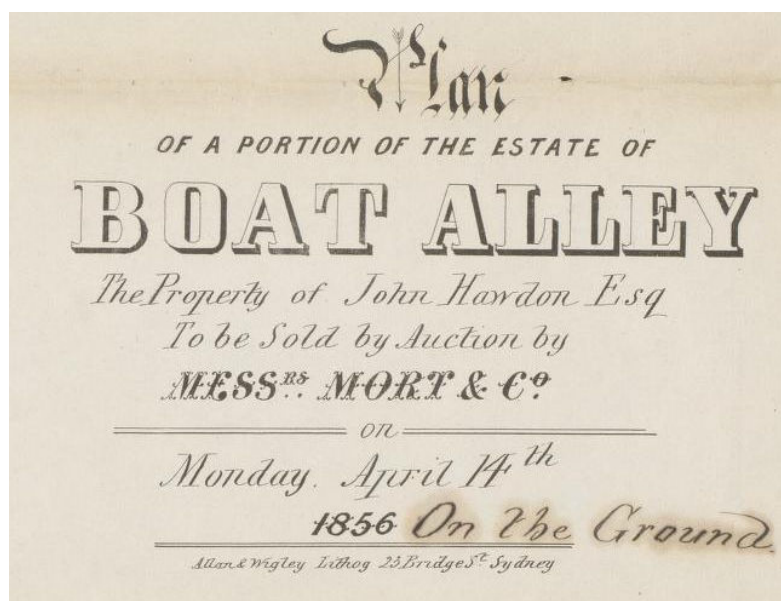 Plan
OF A PORTION OF THE ESTATE OF
BOAT ALLEY
The Property of John Hawdon Esq
To be Sold by Auction by
MESSRS. MORT & Co.
on
Monday. April 14th
1856 On the Ground.
Allan & Wigley Lithog 23, Bridge St. Sydney